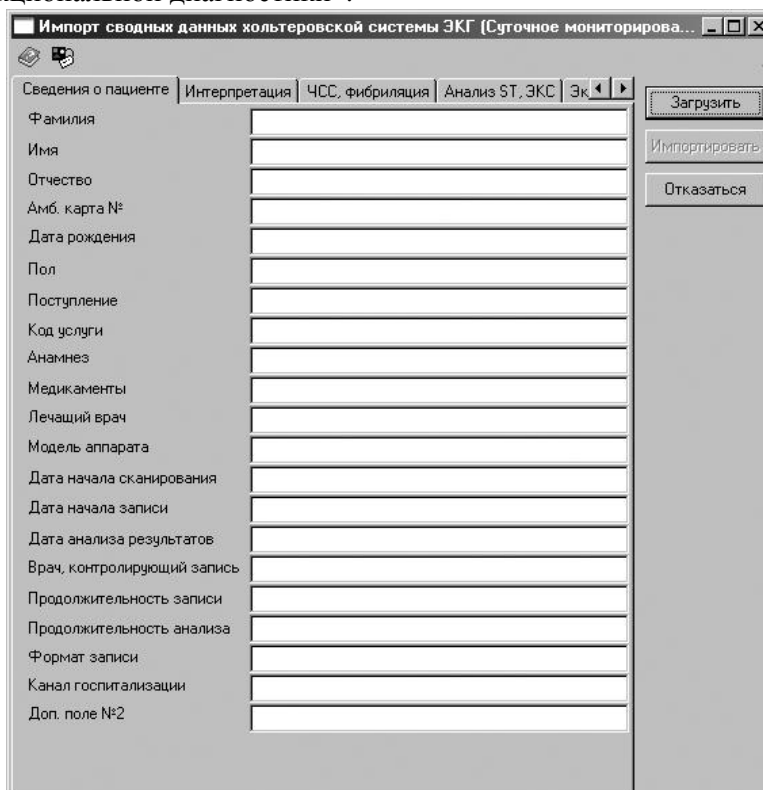 циональной диагностики".
Импорт сводных данных хольтеровской системы ЭКГ (Суточное мониторирова...
Сведения о пациенте Интерпретация ЧСС, фибриляция Анализ ST, ЭКС Эк
Загрузить
Фамилия
Имя
Импортировать
Отчество
Отказаться
Амб. карта №
Дата рождения
Пол
Поступление
Код услуги
Анамнез
Медикаменты
Лечащий врач
Модель аппарата
Дата начала сканирования
Дата начала записи
Дата анализа результатов
Врач, контролирующий запись
Продолжительность записи
Продолжительность анализа
Формат записи
Канал госпитализации
Доп. поле №2